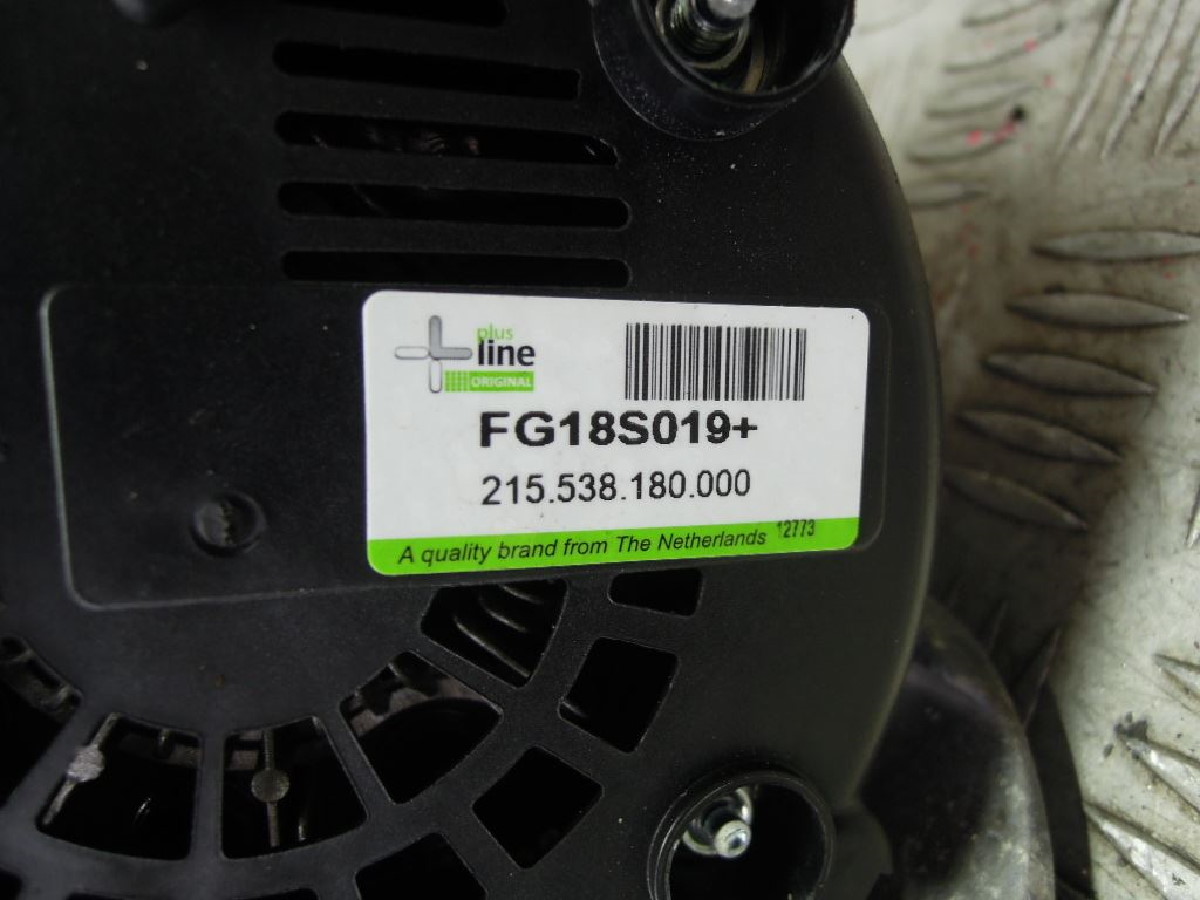 plus
line
ORIGINAL
FG18S019+
215.538.180.000
A quality brand from The Netherlands 12773